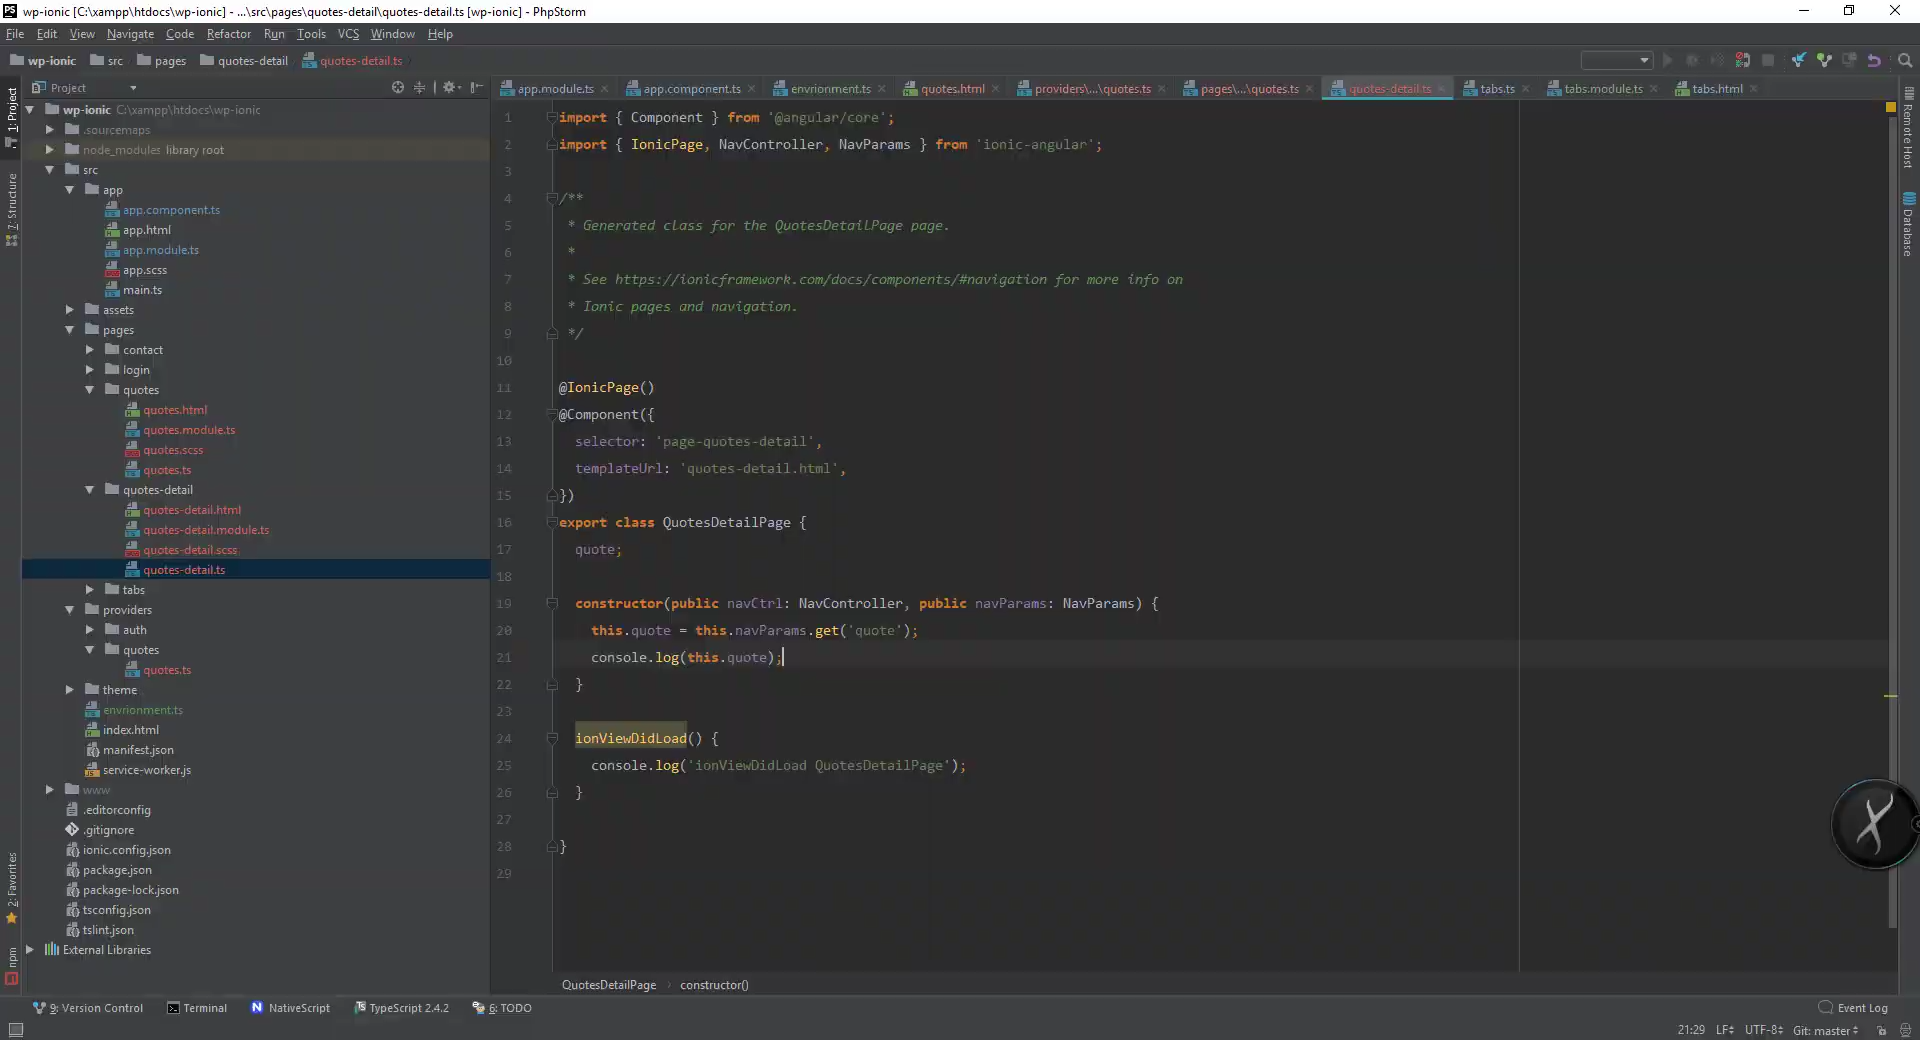 wp-ionic [C:\xampp\htdocs\wp-ionic] - ...\src\pages\quotes-detail\quotes-detail.ts [wp-ionic] - PhpStorm
File Edit View Navigate Code Refactor Run Tools VCS Window Help
wp-ionic src pages quotes-detail quotes-detail.ts
Project
app.module.ts app.component.ts envrionment.ts quotes.html providers\...\quotes.ts pages\...\quotes.ts quotes-detail.ts tabs.ts tabs.module.ts tabs.html
1: Project
7: Structure
2: Favorites
npm
wp-ionic C:\xampp\htdocs\wp-ionic
.sourcemaps
node_modules library root
src
app
app.component.ts
app.html
app.module.ts
app.scss
main.ts
assets
pages
contact
login
quotes
quotes.html
quotes.module.ts
quotes.scss
quotes.ts
quotes-detail
quotes-detail.html
quotes-detail.module.ts
quotes-detail.scss
quotes-detail.ts
tabs
providers
auth
quotes
quotes.ts
theme
envrionment.ts
index.html
manifest.json
service-worker.js
www
.editorconfig
.gitignore
ionic.config.json
package.json
package-lock.json
tsconfig.json
tslint.json
External Libraries
1 import { Component } from '@angular/core';
2 import { IonicPage, NavController, NavParams } from 'ionic-angular';
3
4 /**
5 * Generated class for the QuotesDetailPage page.
6 *
7 * See https://ionicframework.com/docs/components/#navigation for more info on
8 * Ionic pages and navigation.
9 */
10
11 @IonicPage()
12 @Component({
13 selector: 'page-quotes-detail',
14 templateUrl: 'quotes-detail.html',
15 })
16 export class QuotesDetailPage {
17 quote;
18
19 constructor(public navCtrl: NavController, public navParams: NavParams) {
20 this.quote = this.navParams.get('quote');
21 console.log(this.quote);
22 }
23
24 ionViewDidLoad() {
25 console.log('ionViewDidLoad QuotesDetailPage');
26 }
27
28 }
29
Remote Host
Database
QuotesDetailPage constructor()
9: Version Control Terminal NativeScript TypeScript 2.4.2 6: TODO Event Log
21:29 LF UTF-8 Git: master